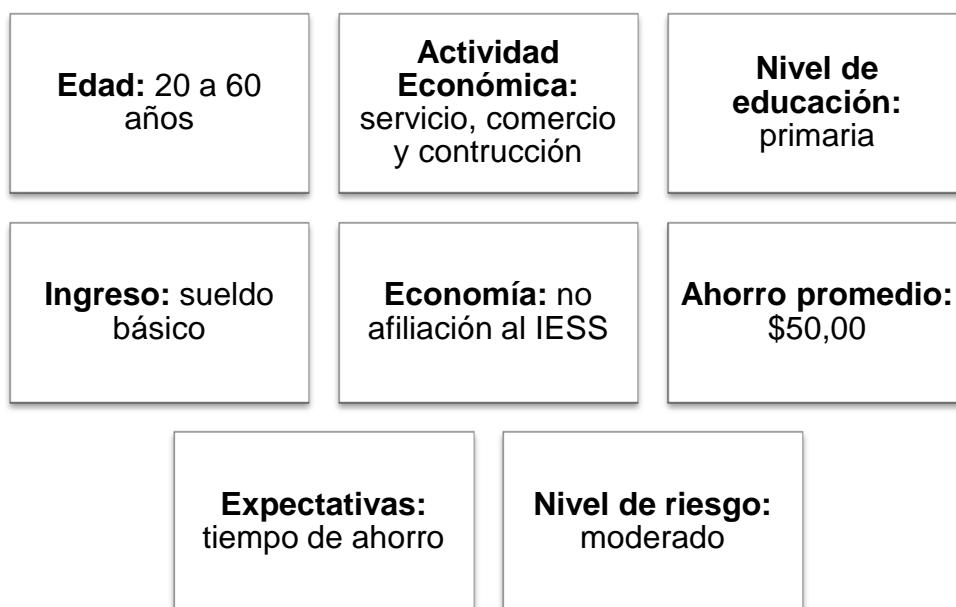 Edad: 20 a 60
años
Actividad
Económica:
servicio, comercio
y contrucción
Nivel de
educación:
primaria
Ingreso: sueldo
básico
Economía: no
afiliación al IESS
Ahorro promedio:
$50,00
Expectativas:
tiempo de ahorro
Nivel de riesgo:
moderado